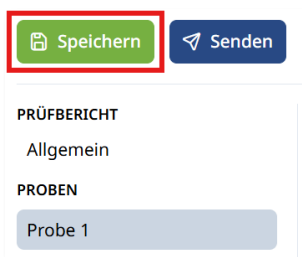 Speichern Senden
PRÜFBERICHT
Allgemein
PROBEN
Probe 1